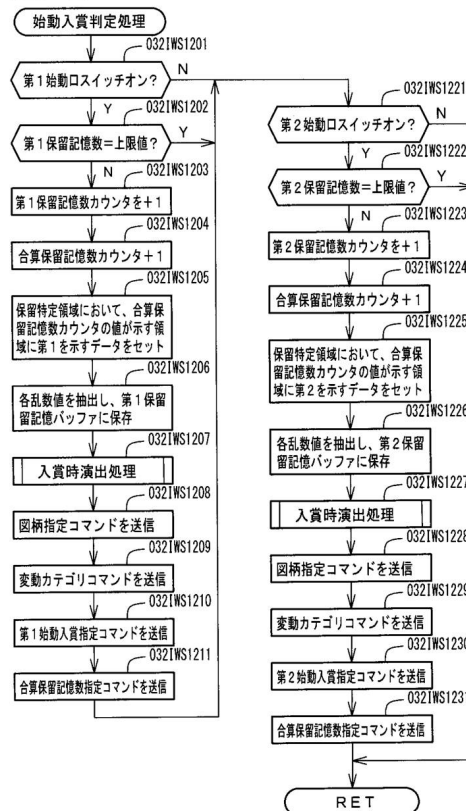 始動入賞判定処理
032IWS1201
第1始動口スイッチオン？
N
Y
032IWS1202
第1保留記憶数＝上限値？
Y
N
032IWS1203
第1保留記憶数カウンタを＋1
032IWS1204
合算保留記憶数カウンタ＋1
032IWS1205
保留特定領域において、合算保
留記憶数カウンタの値が示す領
域に第1を示すデータをセット
032IWS1206
各乱数値を抽出し、第1保留
留記憶バッファに保存
032IWS1207
入賞時演出処理
032IWS1208
図柄指定コマンドを送信
032IWS1209
変動カテゴリコマンドを送信
032IWS1210
第1始動入賞指定コマンドを送信
032IWS1211
合算保留記憶数指定コマンドを送信
032IWS1221
第2始動口スイッチオン？
N
Y
032IWS1222
第2保留記憶数＝上限値？
Y
N
032IWS1223
第2保留記憶数カウンタを＋1
032IWS1224
合算保留記憶数カウンタ＋1
032IWS1225
保留特定領域において、合算保
留記憶数カウンタの値が示す領
域に第2を示すデータをセット
032IWS1226
各乱数値を抽出し、第2保留
留記憶バッファに保存
032IWS1227
入賞時演出処理
032IWS1228
図柄指定コマンドを送信
032IWS1229
変動カテゴリコマンドを送信
032IWS1230
第2始動入賞指定コマンドを送信
032IWS1231
合算保留記憶数指定コマンドを送信
RET